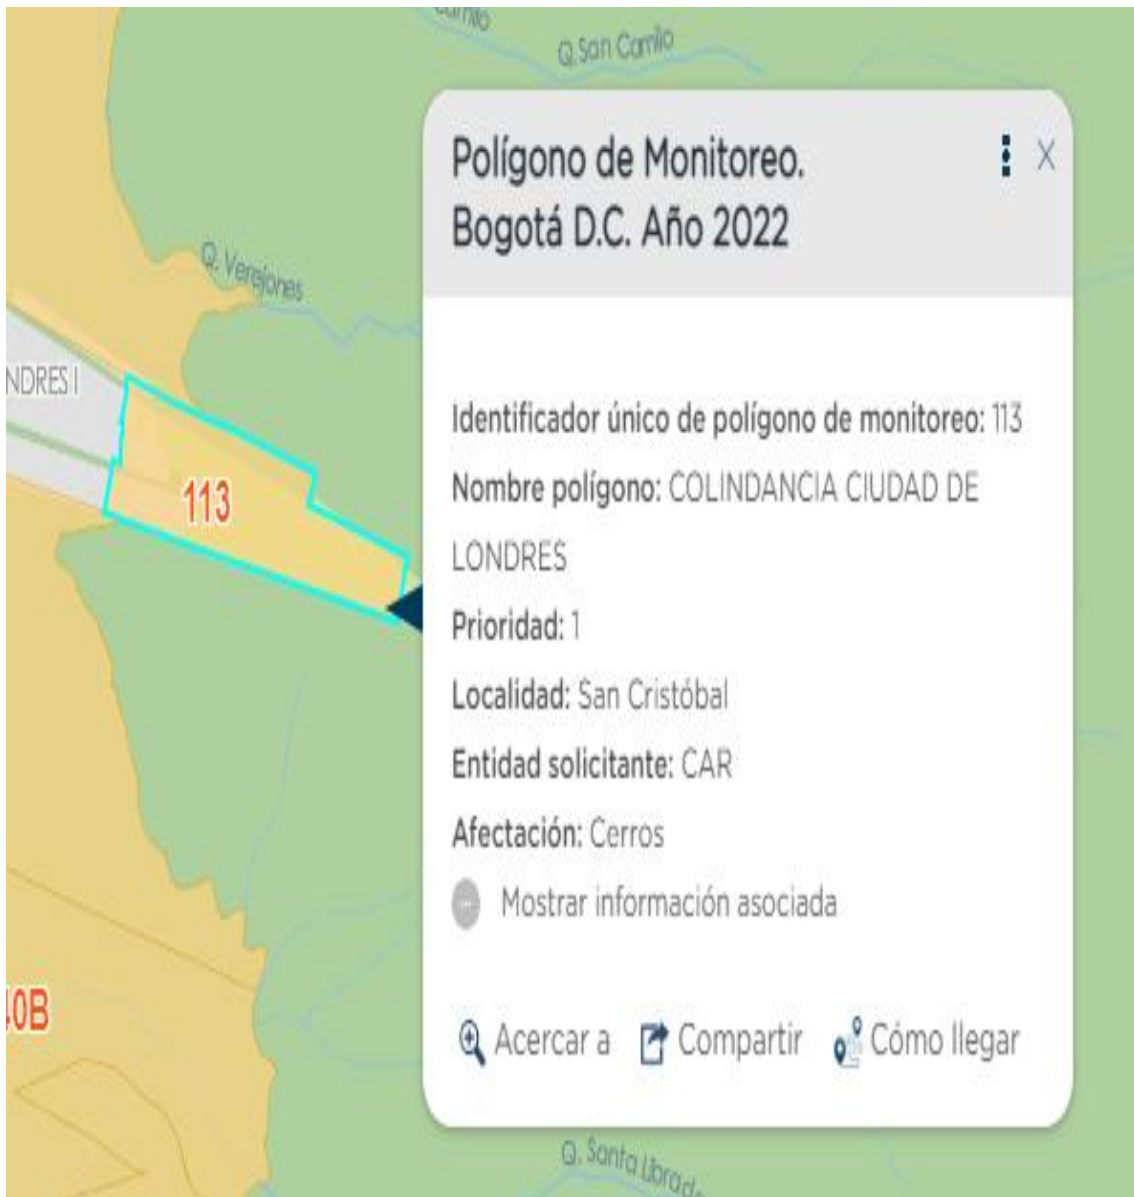 Q. San Camilo
Polígono de Monitoreo.
Bogotá D.C. Año 2022
Q. Verejones
NDRES I
113
Identificador único de polígono de monitoreo: 113
Nombre polígono: COLINDANCIA CIUDAD DE
LONDRES
Prioridad: 1
Localidad: San Cristóbal
Entidad solicitante: CAR
Afectación: Cerros
Mostrar información asociada
40B
Acercar a Compartir Cómo llegar
Q. Santa Librad